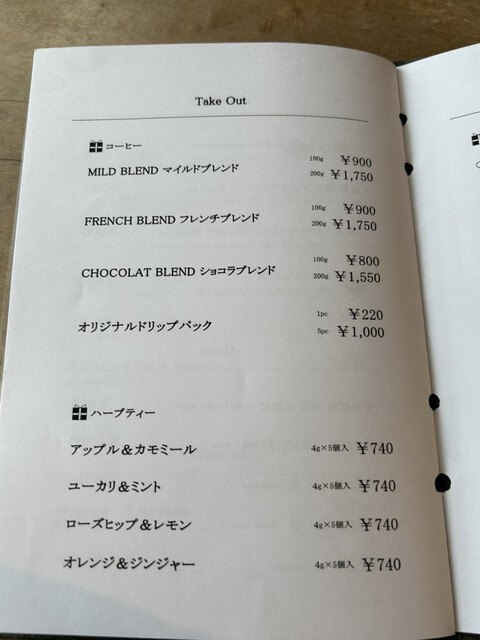 Take Out
コーヒー
MILD BLEND マイルドブレンド 100g ￥900
200g ￥1,750
FRENCH BLEND フレンチブレンド 100g ￥900
200g ￥1,750
CHOCOLAT BLEND ショコラブレンド 100g ￥800
200g ￥1,550
オリジナルドリップパック 1pc ￥220
5pc ￥1,000
ハーブティー
アップル＆カモミール 4g×5個入 ￥740
ユーカリ＆ミント 4g×5個入 ￥740
ローズヒップ＆レモン 4g×5個入 ￥740
オレンジ＆ジンジャー 4g×5個入 ￥740